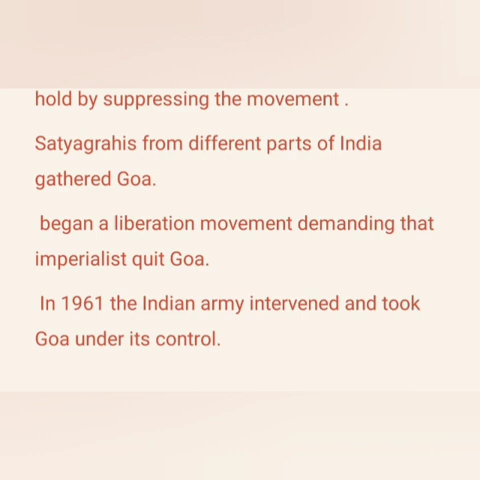 hold by suppressing the movement .
Satyagrahis from different parts of India
gathered Goa.
began a liberation movement demanding that
imperialist quit Goa.
In 1961 the Indian army intervened and took
Goa under its control.